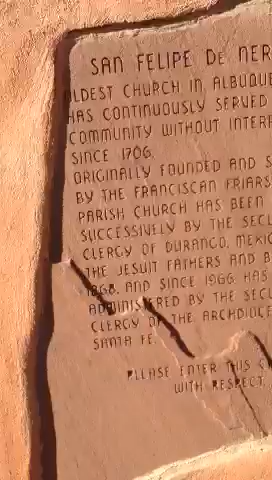 SAN FELIPE DE NER
OLDEST CHURCH IN ALBUQUE
HAS CONTINUOUSLY SERVED
COMMUNITY WITHOUT INTER
SINCE 1706.
ORIGINALLY FOUNDED AND S
BY THE FRANCISCAN FRIARS
PARISH CHURCH HAS BEEN
SUCCESSIVELY BY THE SECU
CLERGY OF DURANGO, MEXIC
THE JESUIT FATHERS AND B
1868, AND SINCE 1966 HAS
ADMINISTERED BY THE SECU
CLERGY OF THE ARCHDIOCE
SANTA FE.
PLEASE ENTER THIS C
WITH RESPECT